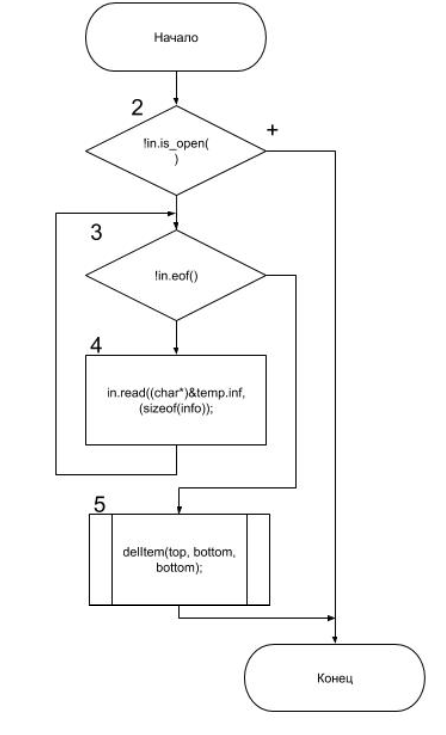 Начало
2
!in.is_open(
)
+
3
!in.eof()
4
in.read((char*)&temp.inf,
(sizeof(info));
5
delItem(top, bottom,
bottom);
Конец